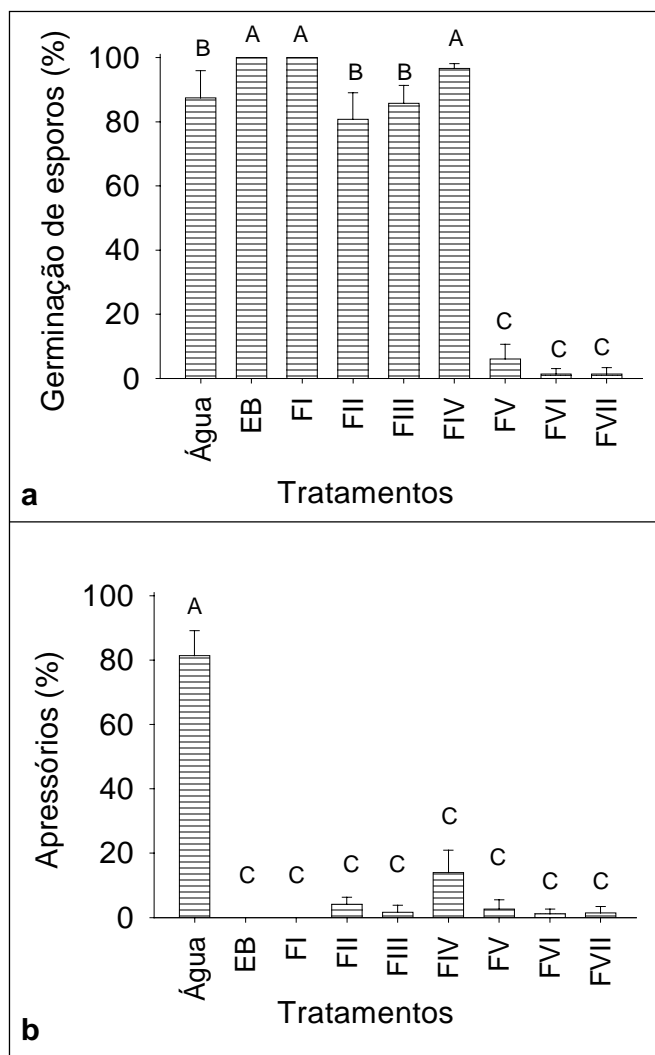 Germinação de esporos (%)
100
80
60
40
20
0
B A A B B A C C C
Água EB FI FII FIII FIV FV FVI FVII
Tratamentos
a
Apressórios (%)
100
80
60
40
20
0
A C C C C C C C C
Água EB FI FII FIII FIV FV FVI FVII
Tratamentos
b